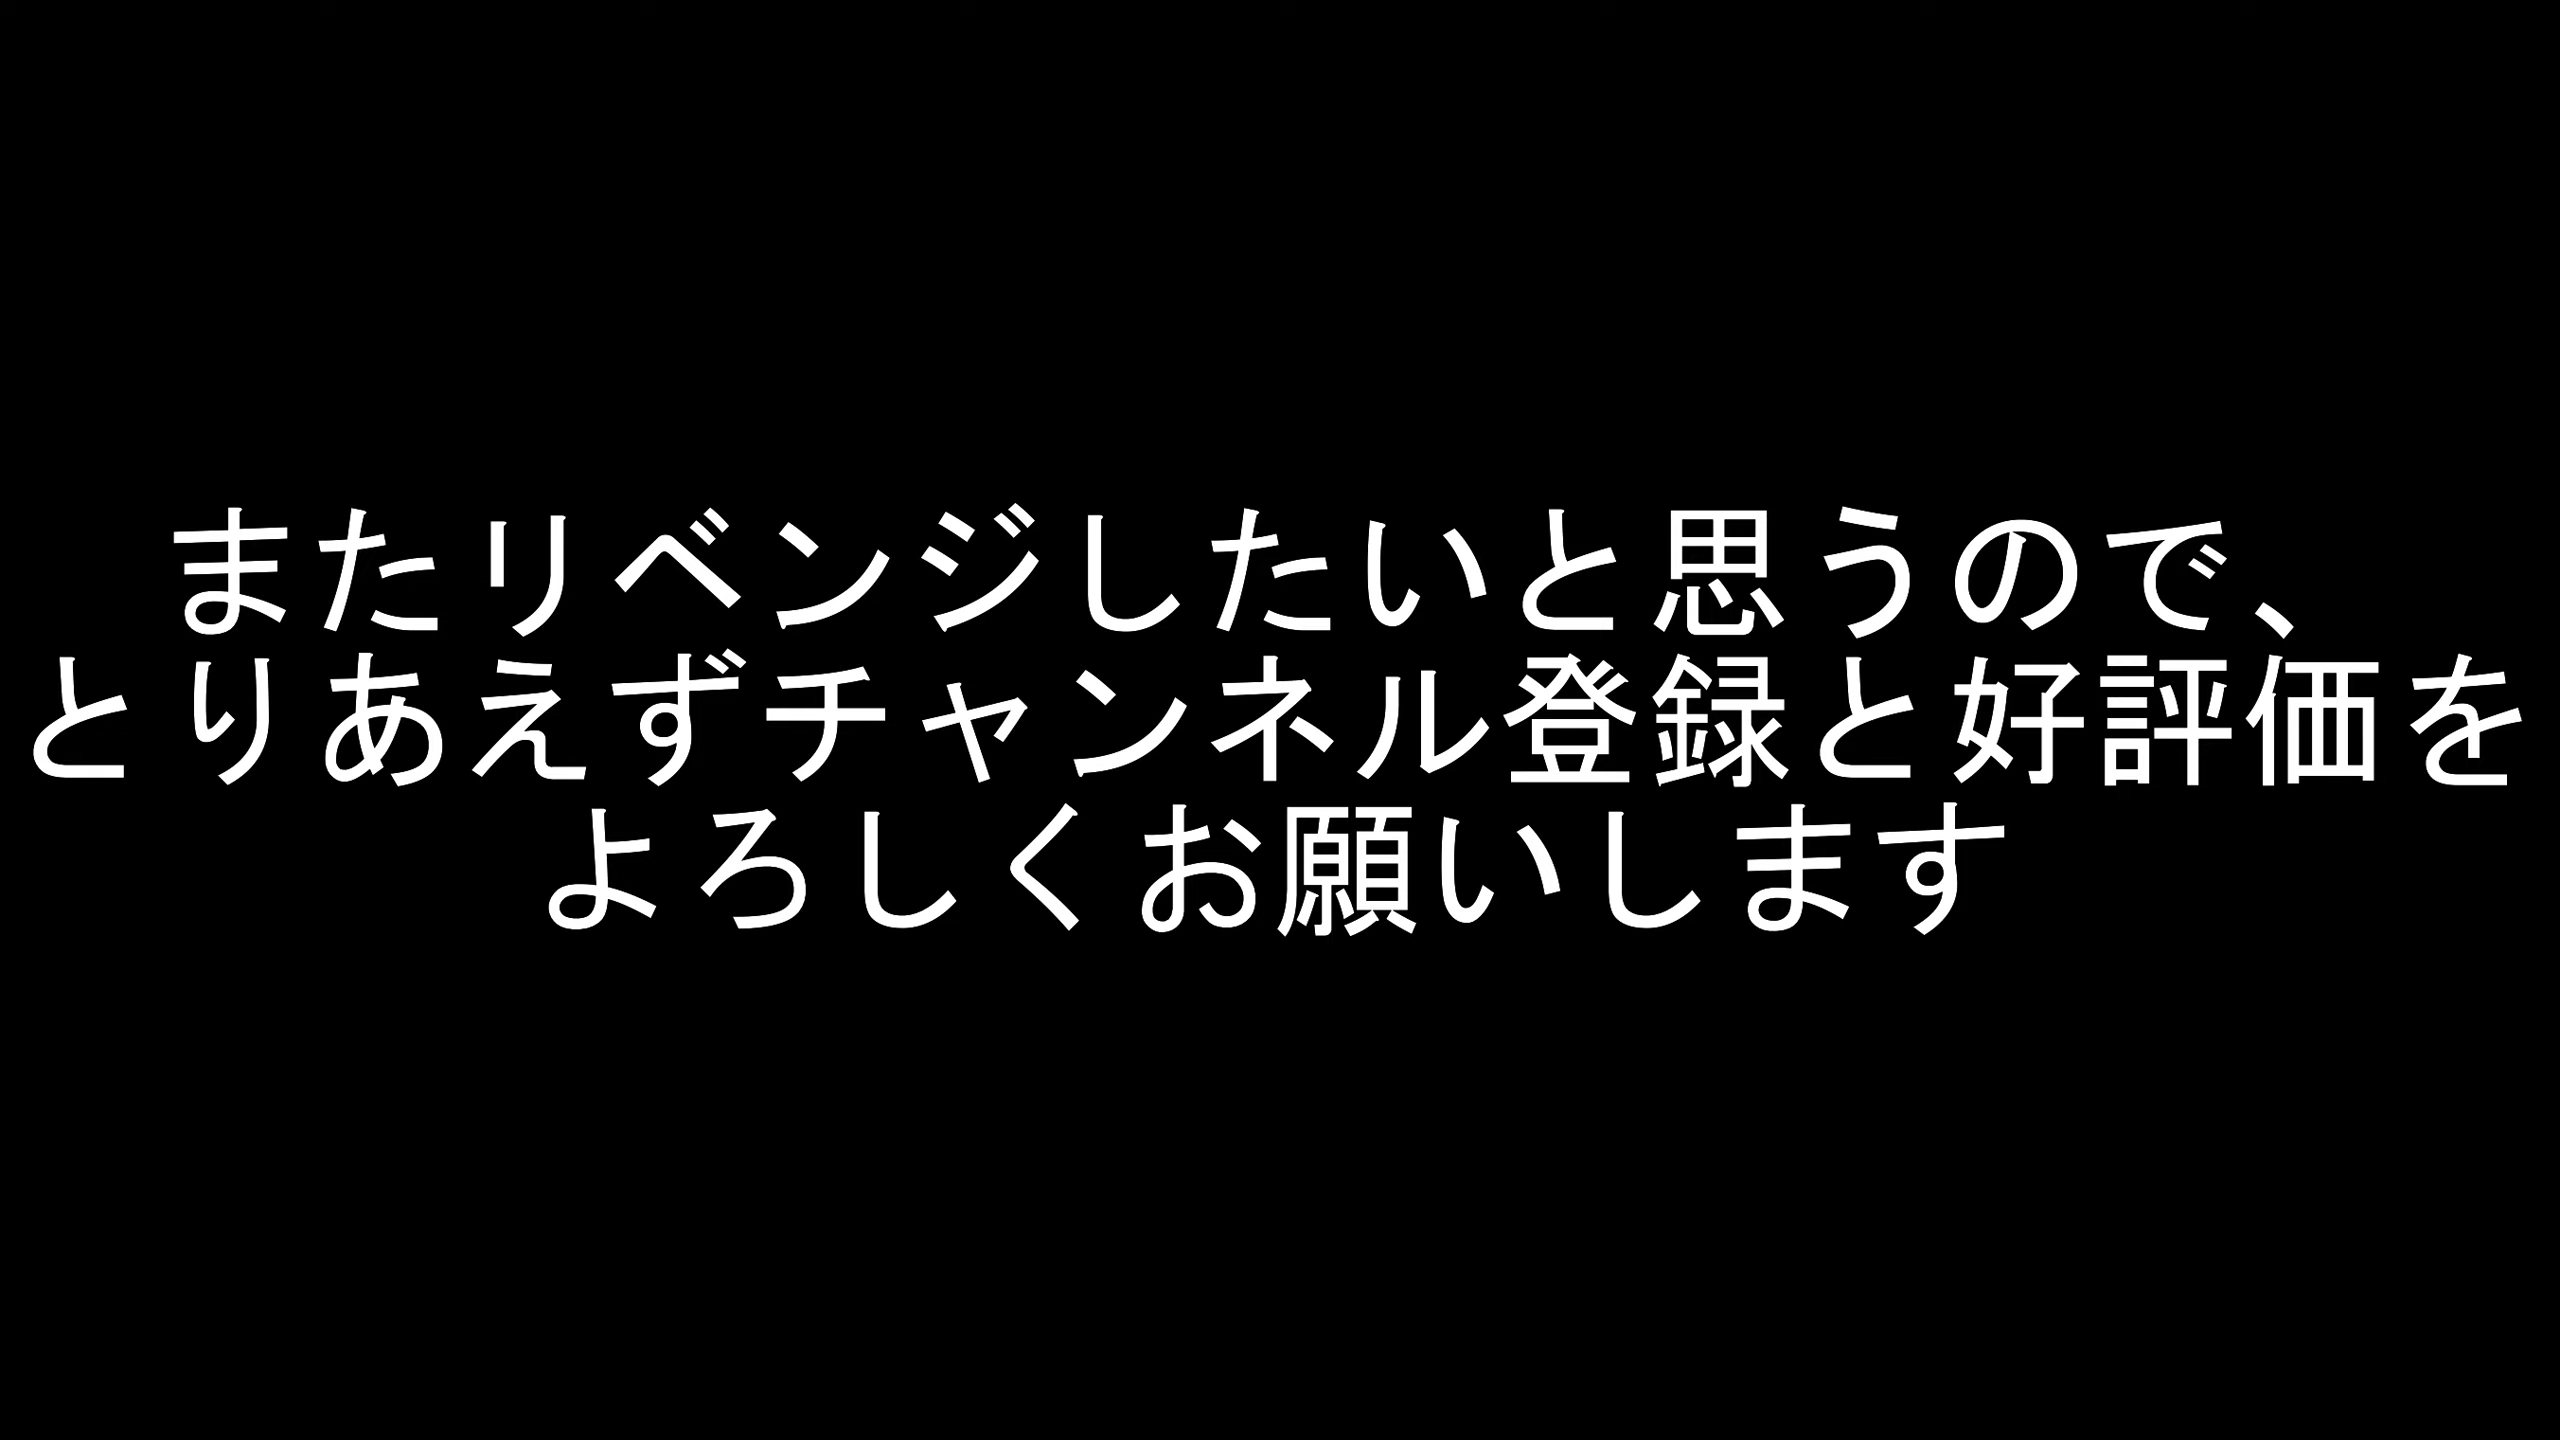 またリベンジしたいと思うので、
とりあえずチャンネル登録と好評価を
よろしくお願いします